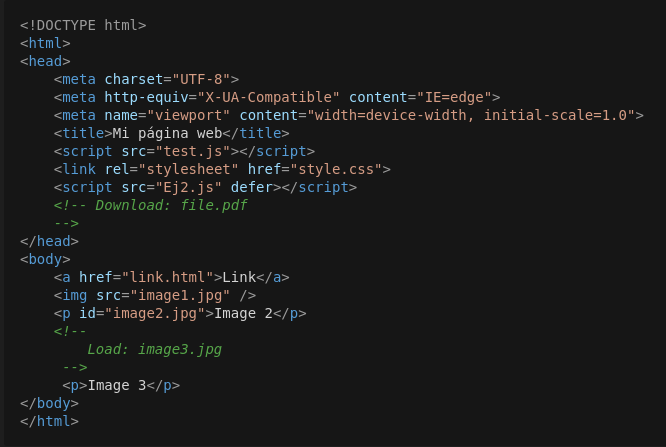 <!DOCTYPE html>
<html>
<head>
    <meta charset="UTF-8">
    <meta http-equiv="X-UA-Compatible" content="IE=edge">
    <meta name="viewport" content="width=device-width, initial-scale=1.0">
    <title>Mi página web</title>
    <script src="test.js"></script>
    <link rel="stylesheet" href="style.css">
    <script src="Ej2.js" defer></script>
    <!-- Download: file.pdf
    -->
</head>
<body>
    <a href="link.html">Link</a>
    <img src="image1.jpg" />
    <p id="image2.jpg">Image 2</p>
    <!--
        Load: image3.jpg
     -->
     <p>Image 3</p>
</body>
</html>